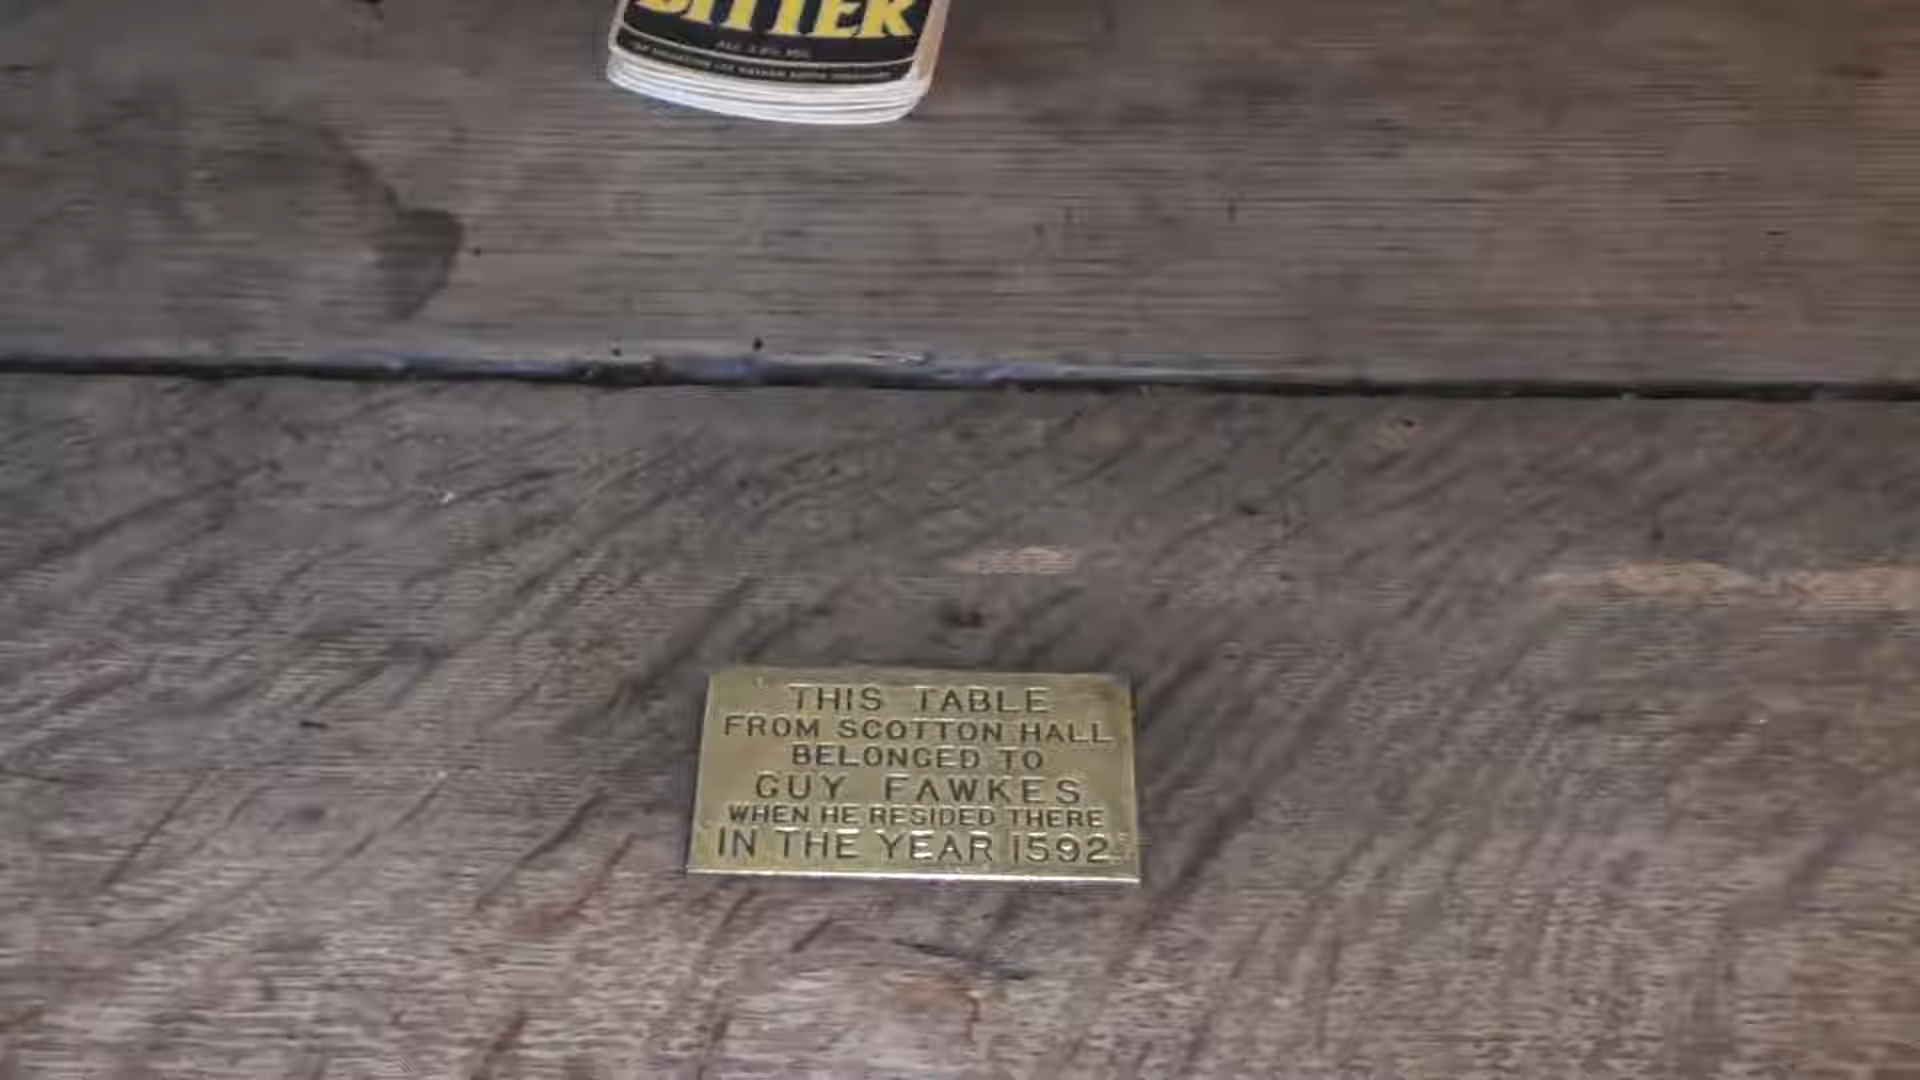 BITTER
THIS TABLE
FROM SCOTTON HALL
BELONGED TO
GUY FAWKES
WHEN HE RESIDED THERE
IN THE YEAR 1592